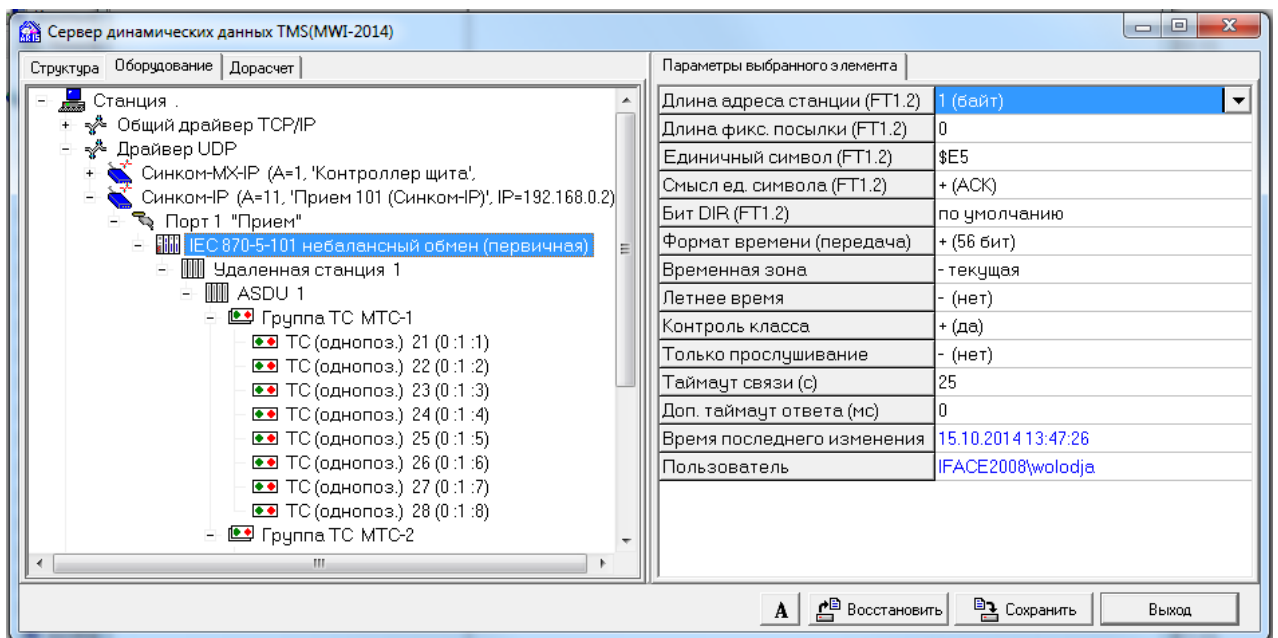 Сервер динамических данных TMS(MWI-2014)
Структура Оборудование Дорасчет
Станция .
Общий драйвер TCP/IP
Драйвер UDP
Синком-MX-IP (A=1, 'Контроллер щита',
Синком-IP (A=11, 'Прием 101 (Синком-IP)', IP=192.168.0.2)
Порт 1 "Прием"
IEC 870-5-101 небалансный обмен (первичная)
Удаленная станция 1
ASDU 1
Группа ТС МТС-1
ТС (однопоз.) 21 (0 :1 :1)
ТС (однопоз.) 22 (0 :1 :2)
ТС (однопоз.) 23 (0 :1 :3)
ТС (однопоз.) 24 (0 :1 :4)
ТС (однопоз.) 25 (0 :1 :5)
ТС (однопоз.) 26 (0 :1 :6)
ТС (однопоз.) 27 (0 :1 :7)
ТС (однопоз.) 28 (0 :1 :8)
Группа ТС МТС-2
Параметры выбранного элемента
Длина адреса станции (FT1.2) 1 (байт)
Длина фикс. посылки (FT1.2) 0
Единичный символ (FT1.2) $E5
Смысл ед. символа (FT1.2) + (ACK)
Бит DIR (FT1.2) по умолчанию
Формат времени (передача) + (56 бит)
Временная зона - текущая
Летнее время - (нет)
Контроль класса + (да)
Только прослушивание - (нет)
Таймаут связи (с) 25
Доп. таймаут ответа (мс) 0
Время последнего изменения 15.10.2014 13:47:26
Пользователь IFACE2008\wolodja
A Восстановить Сохранить Выход